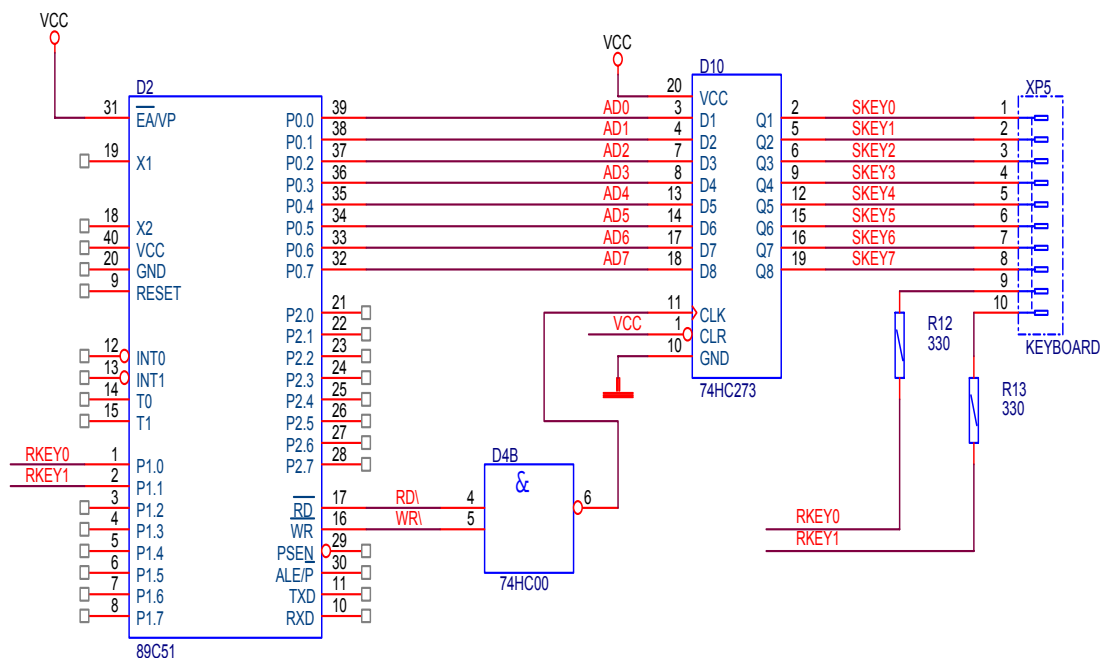 VCC
D2
31 EA/VP P0.0 39 AD0
P0.1 38 AD1
19 X1 P0.2 37 AD2
P0.3 36 AD3
P0.4 35 AD4
18 X2 P0.5 34 AD5
40 VCC P0.6 33 AD6
20 GND P0.7 32 AD7
9 RESET
P2.0 21
P2.1 22
12 INT0 P2.2 23
13 INT1 P2.3 24
14 T0 P2.4 25
15 T1 P2.5 26
P2.6 27
RKEY0 1 P1.0 P2.7 28
RKEY1 2 P1.1
3 P1.2 RD 17 RD\
4 P1.3 WR 16 WR\
5 P1.4 PSEN 29
6 P1.5 ALE/P 30
7 P1.6 TXD 11
8 P1.7 RXD 10
89C51
D4B
&
4
5
6
74HC00
VCC
D10
20 VCC
3 D1 Q1 2 SKEY0 1
4 D2 Q2 5 SKEY1 2
7 D3 Q3 6 SKEY2 3
8 D4 Q4 9 SKEY3 4
13 D5 Q5 12 SKEY4 5
14 D6 Q6 15 SKEY5 6
17 D7 Q7 16 SKEY6 7
18 D8 Q8 19 SKEY7 8
11 CLK
VCC 1 CLR
10 GND
74HC273
XP5
9
10
KEYBOARD
R12
330
R13
330
RKEY0
RKEY1